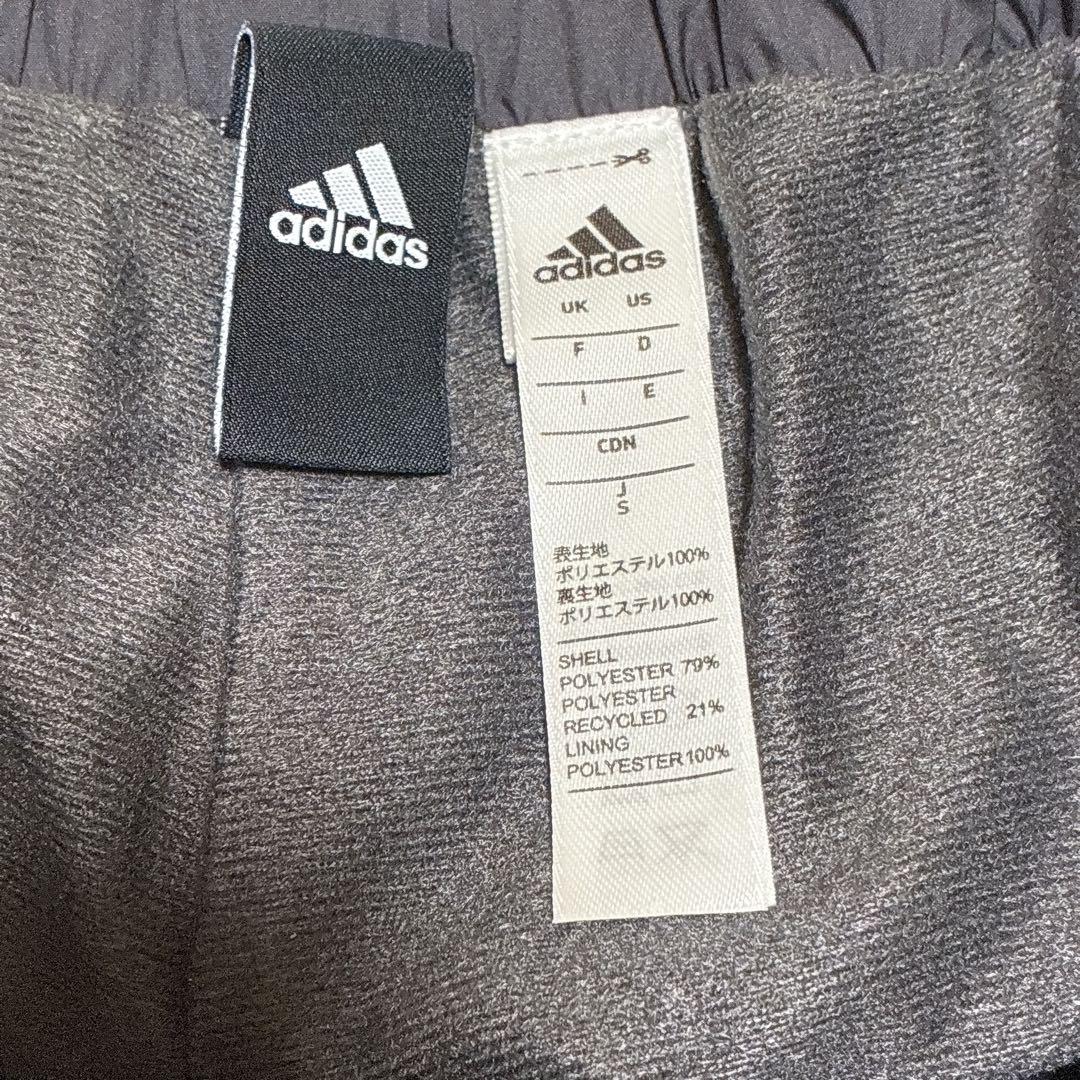 adidas
adidas
UK US
F D
I E
CDN
J
S
表生地
ポリエステル100%
裏生地
ポリエステル100%
SHELL
POLYESTER 79%
POLYESTER
RECYCLED 21%
LINING
POLYESTER 100%